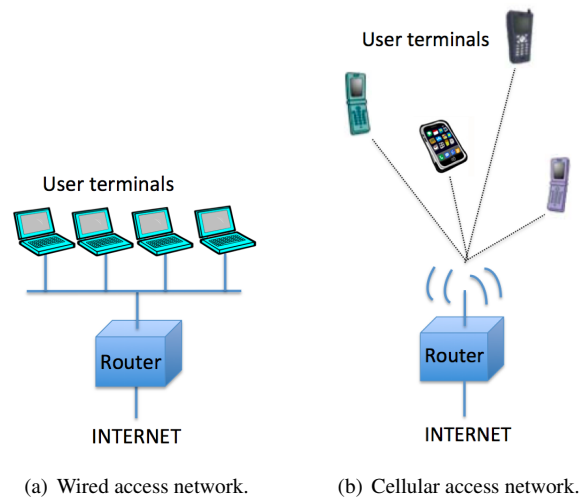 User terminals
Router
INTERNET
(a) Wired access network.
User terminals
Router
INTERNET
(b) Cellular access network.